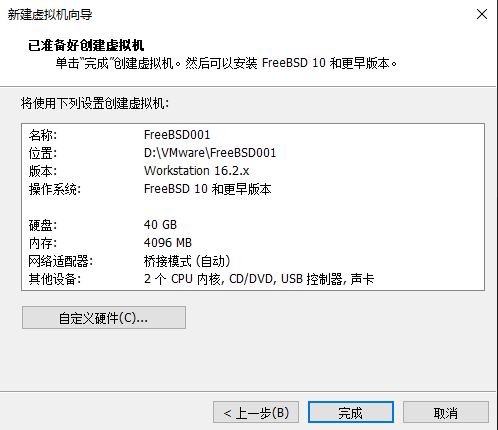 新建虚拟机向导
已准备好创建虚拟机
单击“完成”创建虚拟机。然后可以安装 FreeBSD 10 和更早版本。
将使用下列设置创建虚拟机:
名称: FreeBSD001
位置: D:\VMware\FreeBSD001
版本: Workstation 16.2.x
操作系统: FreeBSD 10 和更早版本
硬盘: 40 GB
内存: 4096 MB
网络适配器: 桥接模式 (自动)
其他设备: 2 个 CPU 内核, CD/DVD, USB 控制器, 声卡
自定义硬件(C)...
< 上一步(B) 完成 取消